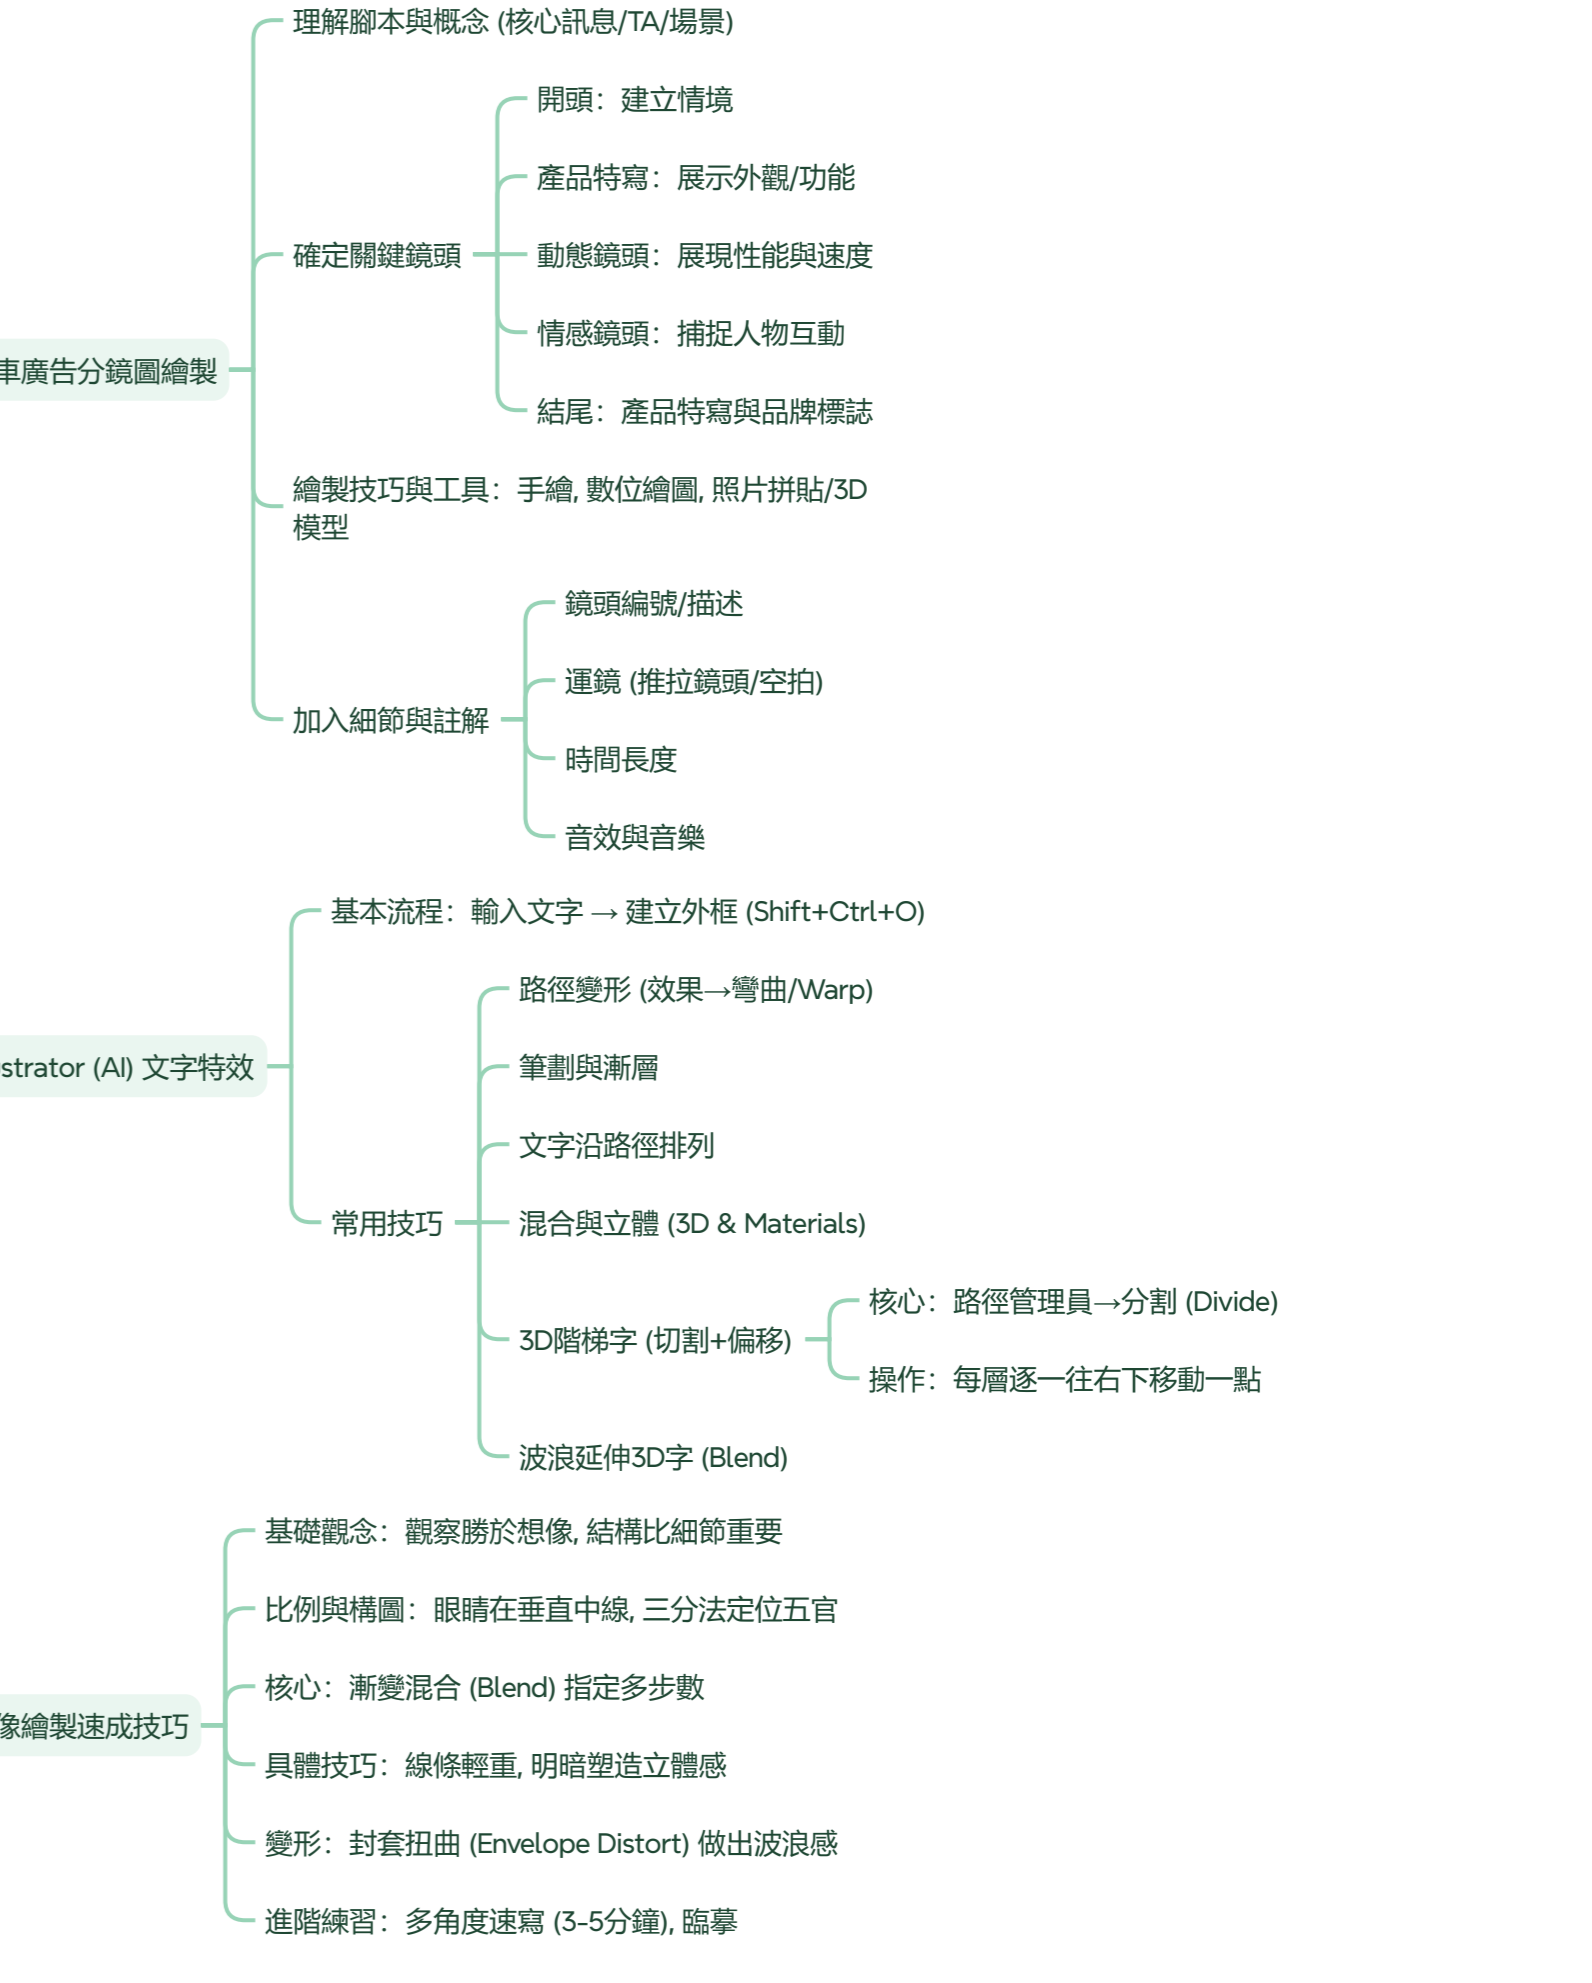 理解腳本與概念 (核心訊息/TA/場景)
開頭：建立情境
產品特寫：展示外觀/功能
確定關鍵鏡頭
動態鏡頭：展現性能與速度
情感鏡頭：捕捉人物互動
車廣告分鏡圖繪製
結尾：產品特寫與品牌標誌
繪製技巧與工具：手繪, 數位繪圖, 照片拼貼/3D
模型
鏡頭編號/描述
運鏡 (推拉鏡頭/空拍)
加入細節與註解
時間長度
音效與音樂
基本流程：輸入文字 → 建立外框 (Shift+Ctrl+O)
路徑變形 (效果→彎曲/Warp)
strator (AI) 文字特效
筆劃與漸層
文字沿路徑排列
常用技巧
混合與立體 (3D & Materials)
核心：路徑管理員→分割 (Divide)
3D階梯字 (切割+偏移)
操作：每層逐一往右下移動一點
波浪延伸3D字 (Blend)
基礎觀念：觀察勝於想像, 結構比細節重要
比例與構圖：眼睛在垂直中線, 三分法定位五官
核心：漸變混合 (Blend) 指定多步數
像繪製速成技巧
具體技巧：線條輕重, 明暗塑造立體感
變形：封套扭曲 (Envelope Distort) 做出波浪感
進階練習：多角度速寫 (3-5分鐘), 臨摹